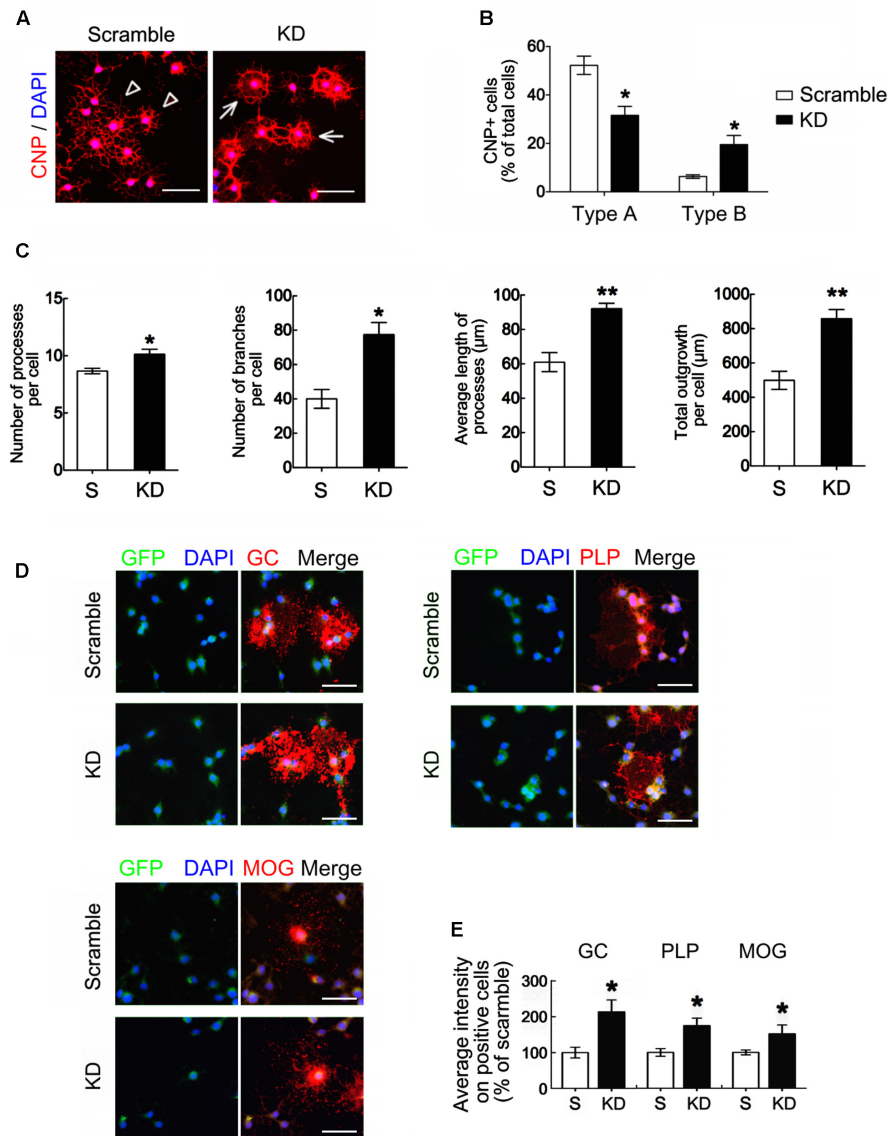 A
Scramble
KD
CNP / DAPI
B
CNP+ cells
(% of total cells)
60
40
20
0
Type A
Type B
*
*
Scramble
KD
C
Number of processes
per cell
15
10
5
0
*
S
KD
Number of branches
per cell
100
80
60
40
20
0
*
S
KD
Average length of
processes (µm)
100
80
60
40
20
0
**
S
KD
Total outgrowth
per cell (µm)
1000
800
600
400
200
0
**
S
KD
D
GFP DAPI GC Merge
Scramble
KD
GFP DAPI PLP Merge
Scramble
KD
GFP DAPI MOG Merge
Scramble
KD
E
GC PLP MOG
Average intensity
on positive cells
(% of scarmble)
300
200
100
0
* * *
S KD S KD S KD